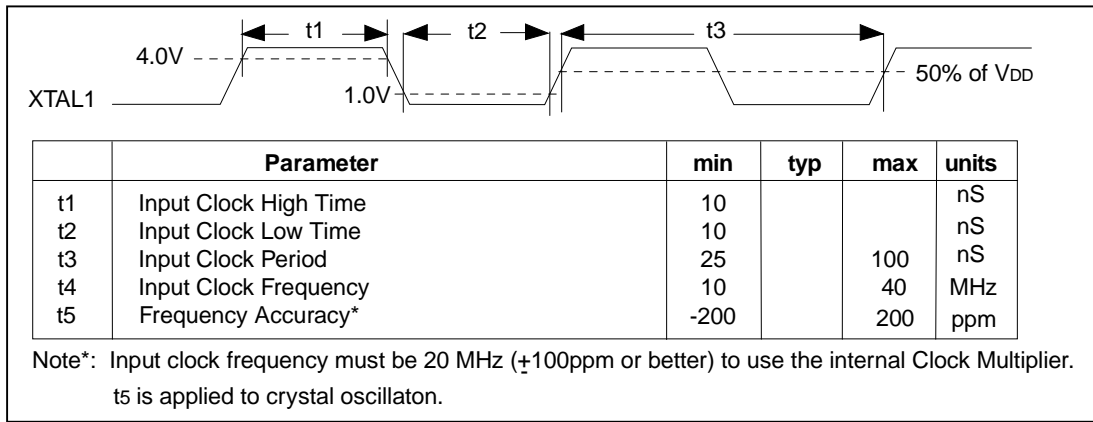 t1 t2 t3
4.0V
50% of VDD
XTAL1 1.0V
Parameter min typ max units
t1 Input Clock High Time 10 nS
t2 Input Clock Low Time 10 nS
t3 Input Clock Period 25 100 nS
t4 Input Clock Frequency 10 40 MHz
t5 Frequency Accuracy* -200 200 ppm
Note*: Input clock frequency must be 20 MHz (±100ppm or better) to use the internal Clock Multiplier.
t5 is applied to crystal oscillaton.